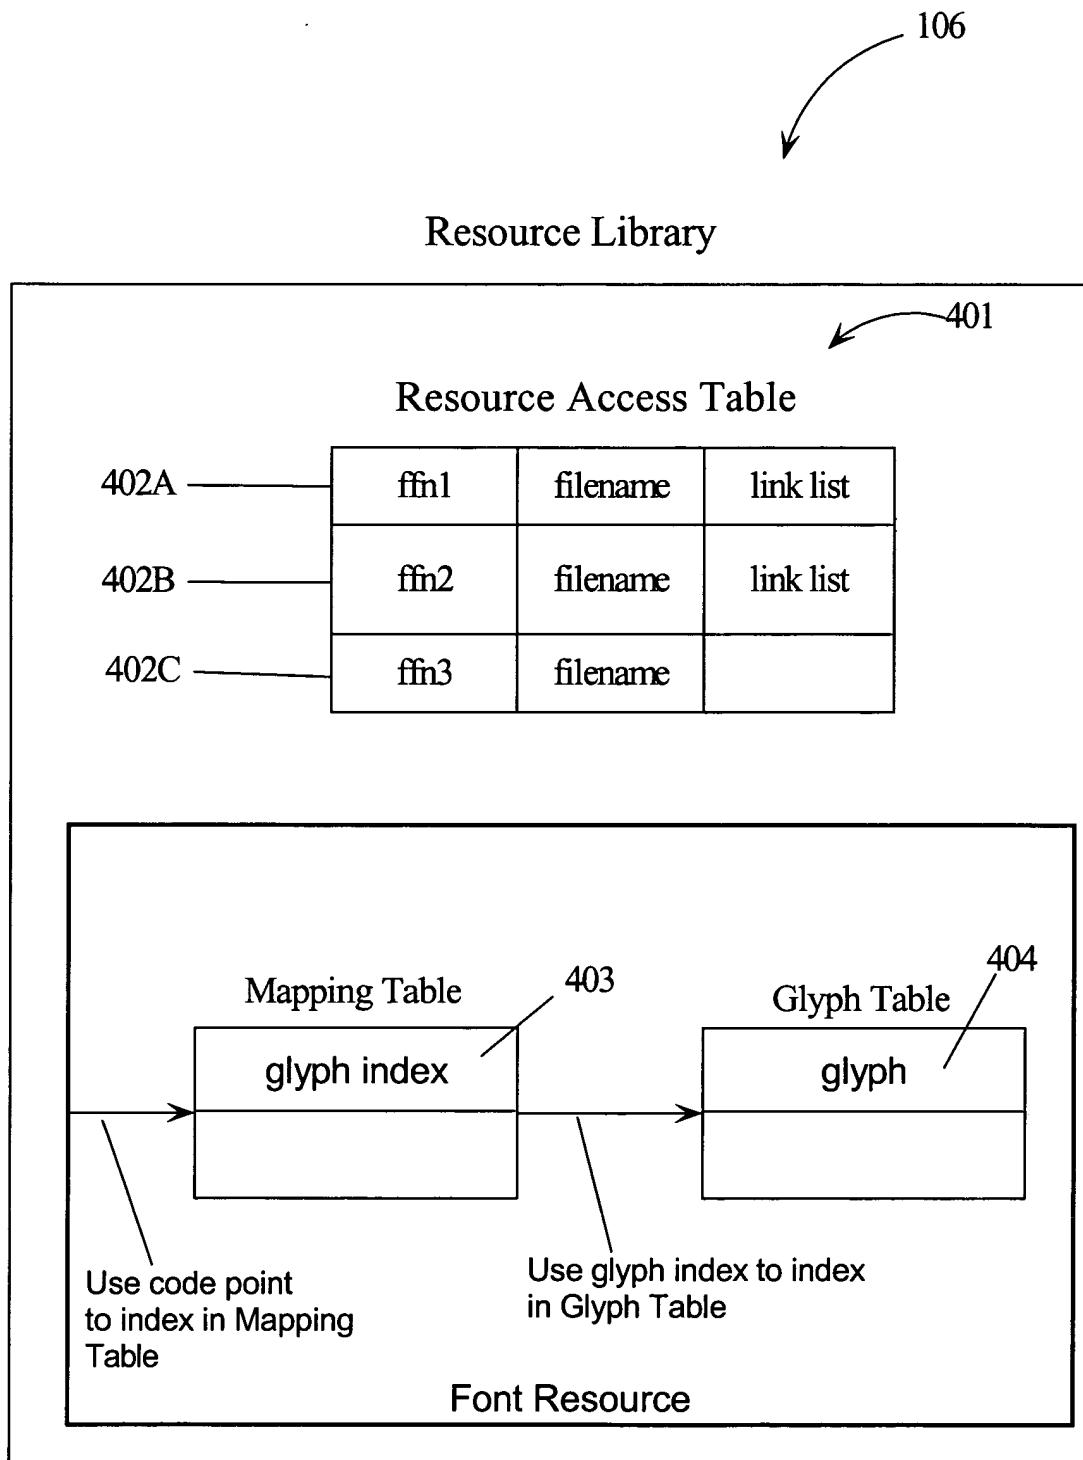 106
Resource Library
401
Resource Access Table
402A ffn1 filename link list
402B ffn2 filename link list
402C ffn3 filename
Mapping Table 403
Glyph Table 404
glyph index
glyph
Use code point
to index in Mapping
Table
Use glyph index to index
in Glyph Table
Font Resource